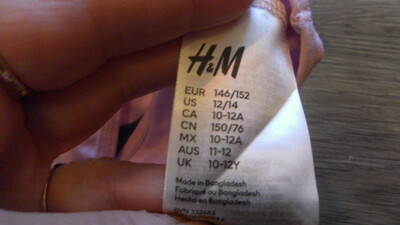 H&M
EUR 146/152
US 12/14
CA 10-12A
CN 150/76
MX 10-12A
AUS 11-12
UK 10-12Y
Made in Bangladesh
Fabriqué au Bangladesh
Hecho en Bangladesh